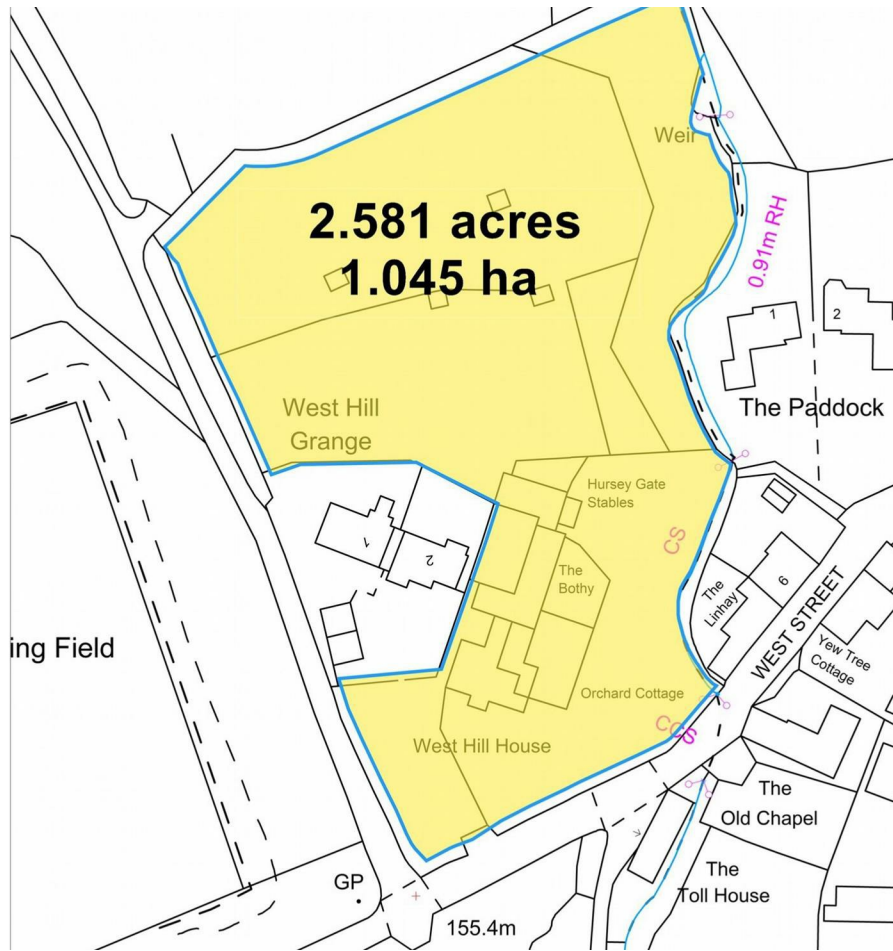 Weir
2.581 acres
1.045 ha
0.91m RH
1
2
The Paddock
West Hill
Grange
Hursey Gate
Stables
CS
1
2
The
Bothy
The
Linhay
6
WEST STREET
ing Field
Yew Tree
Cottage
Orchard Cottage
CCS
West Hill House
The
Old Chapel
The
Toll House
GP
155.4m